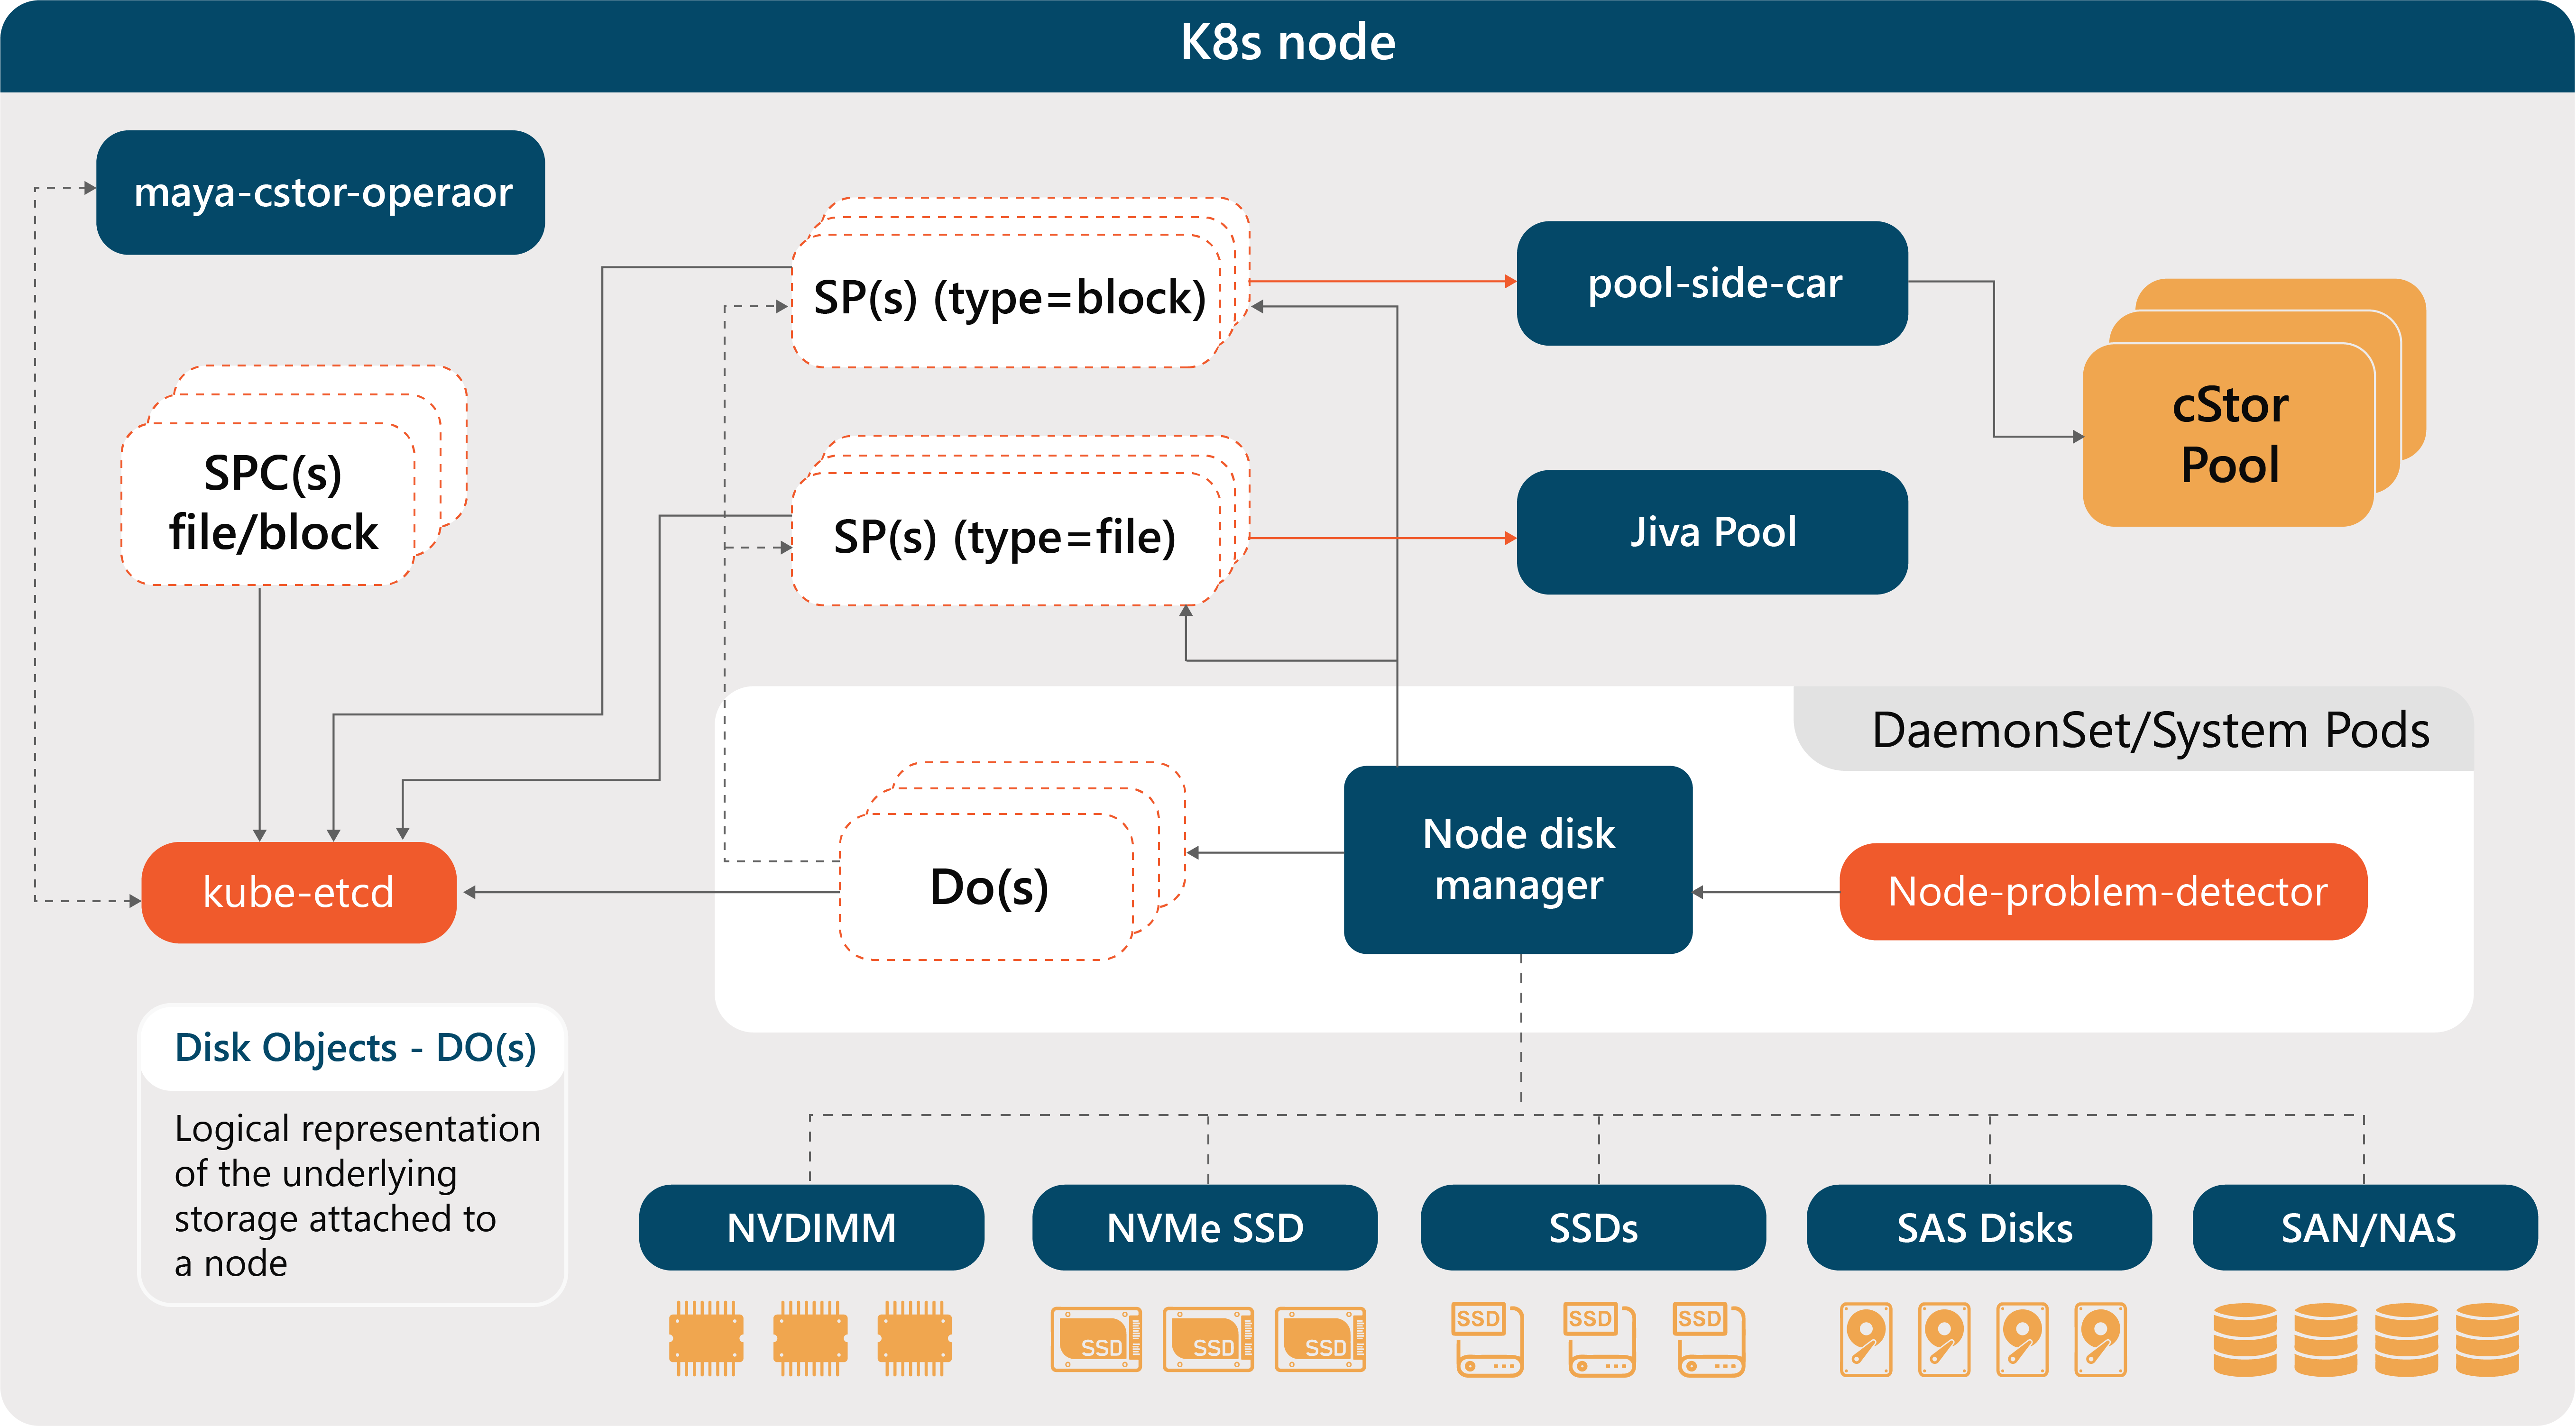 K8s node
maya-cstor-operaor
SP(s) (type=block)
pool-side-car
cStor
Pool
SPC(s)
file/block
SP(s) (type=file)
Jiva Pool
DaemonSet/System Pods
Do(s)
Node disk
manager
Node-problem-detector
kube-etcd
Disk Objects - DO(s)
Logical representation
of the underlying
storage attached to
a node
NVDIMM
NVMe SSD
SSDs
SAS Disks
SAN/NAS
SSD
SSD
SSD
SSD
SSD
SSD